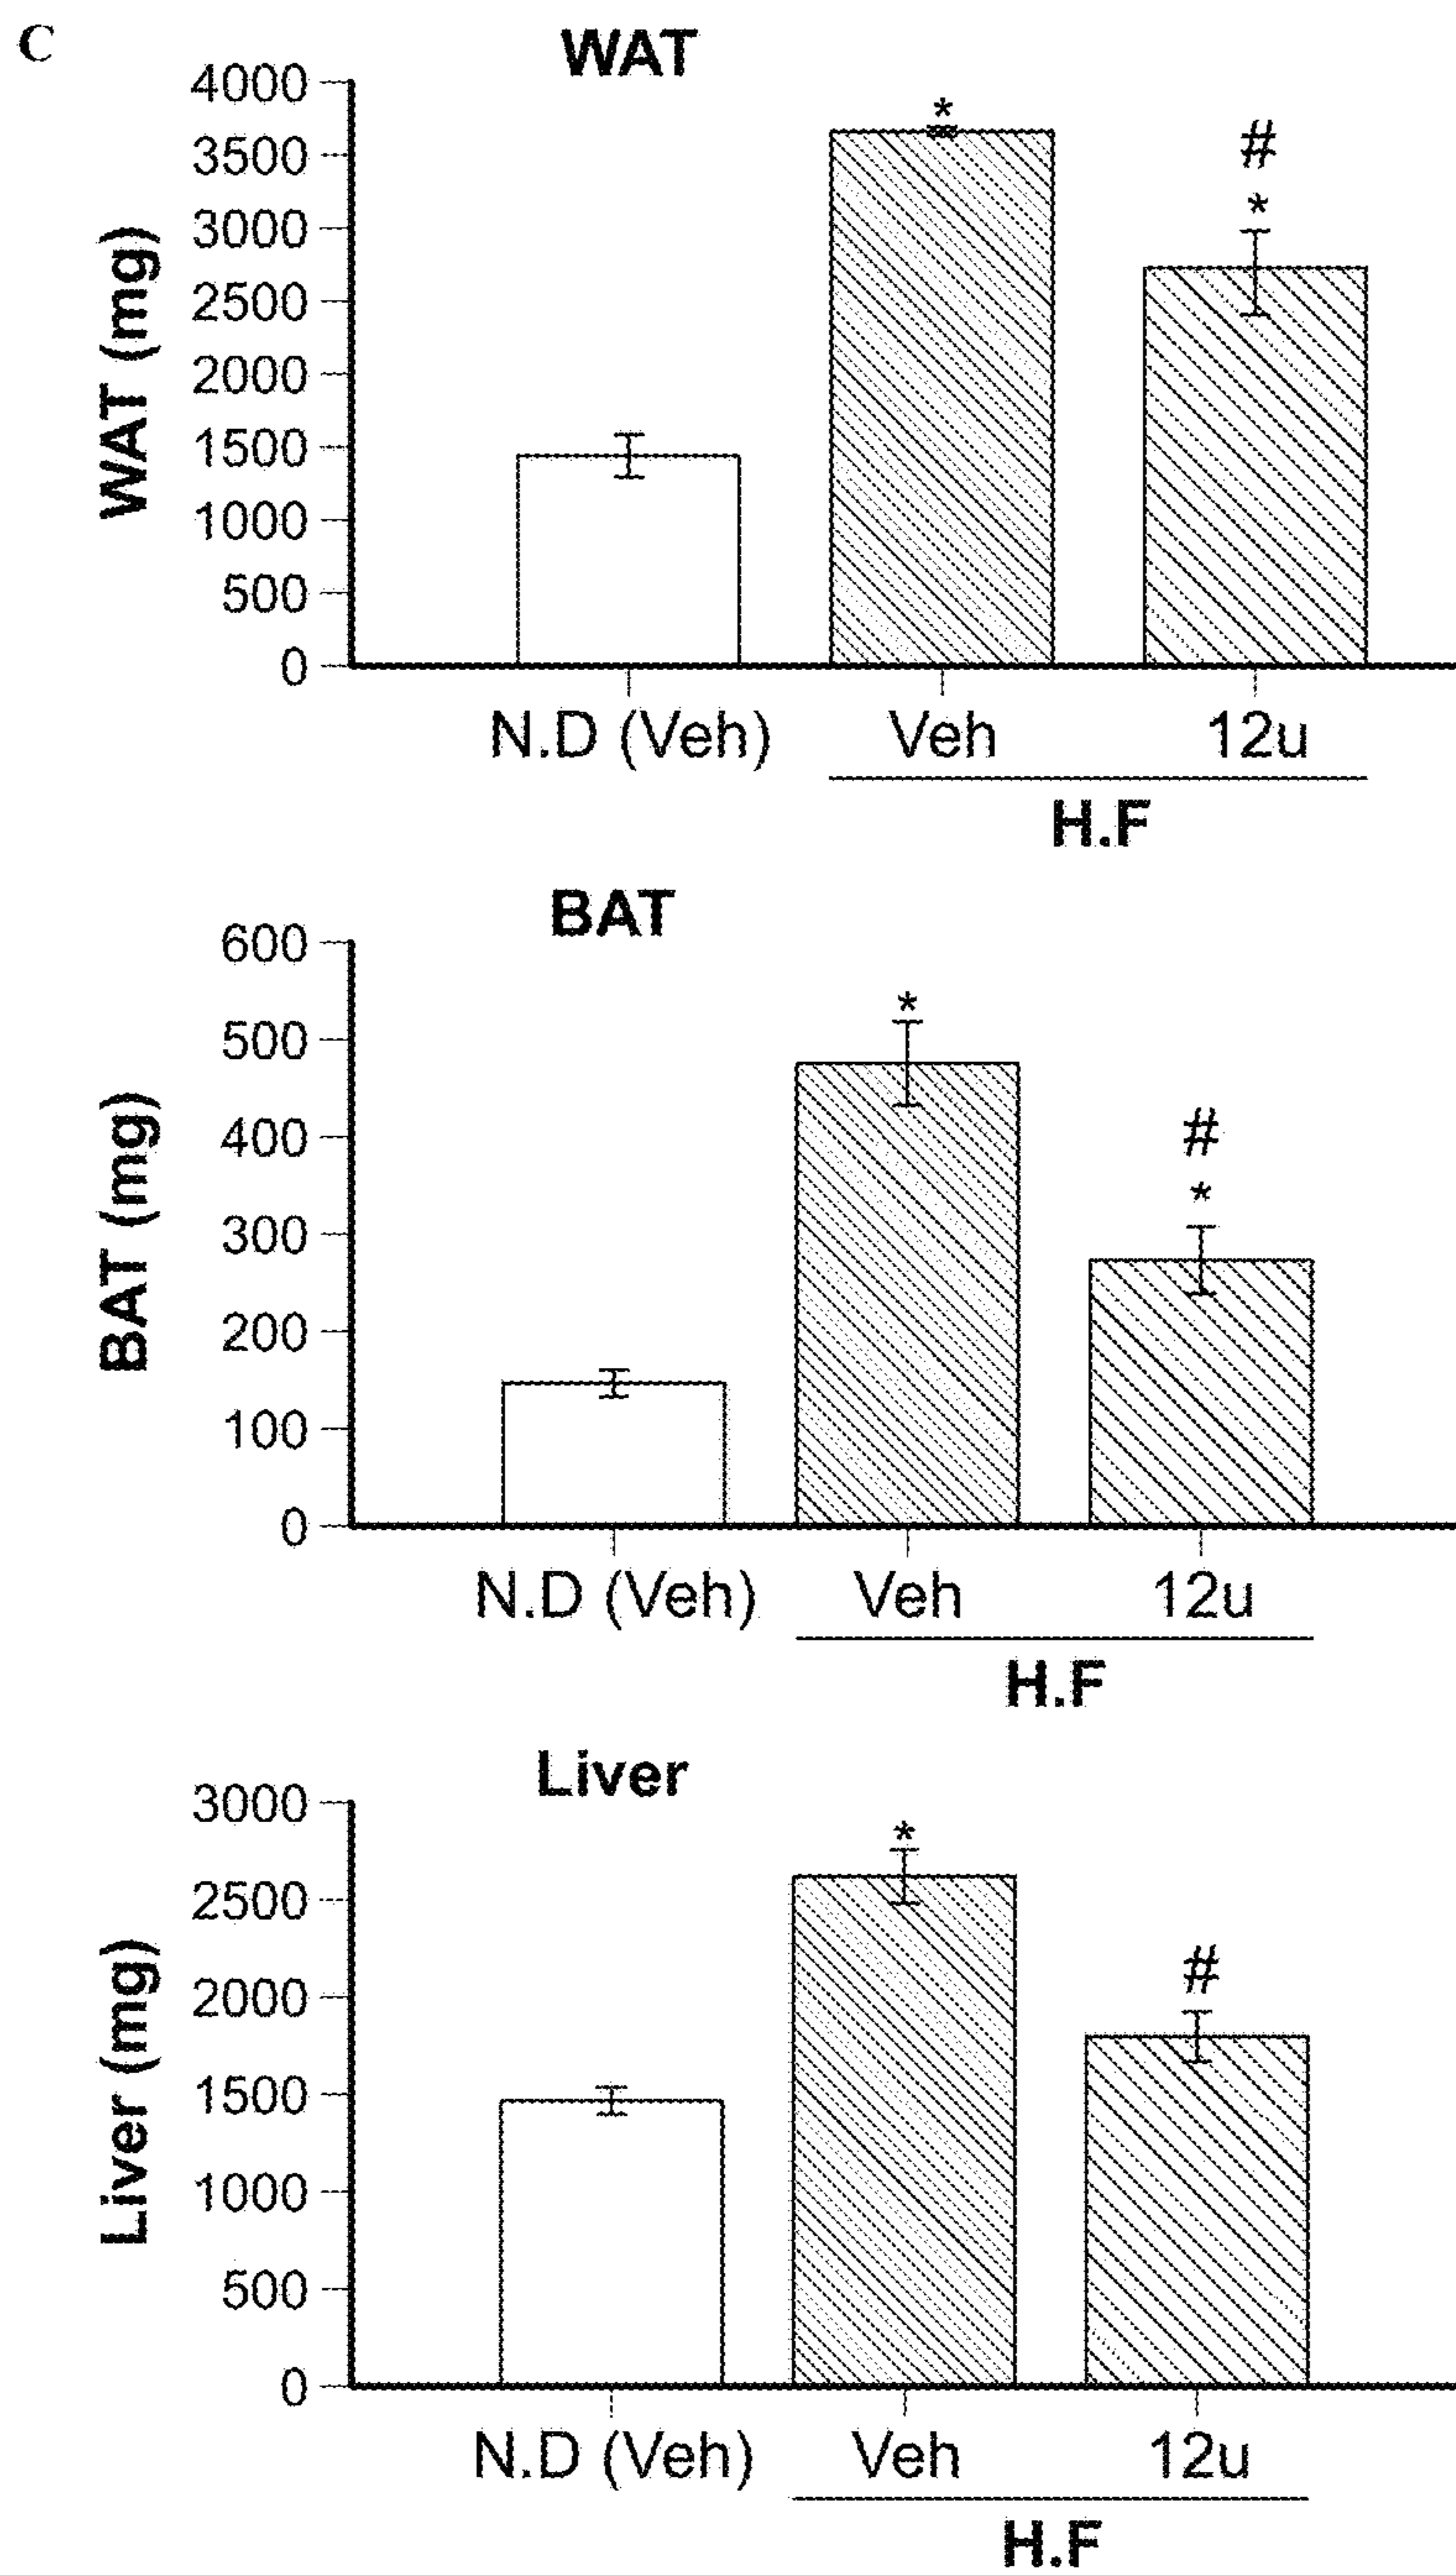 C
WAT
WAT (mg)
4000
3500
3000
2500
2000
1500
1000
500
0
*
#
*
N.D (Veh) Veh 12u
H.F
BAT
BAT (mg)
600
500
400
300
200
100
0
*
#
*
N.D (Veh) Veh 12u
H.F
Liver
Liver (mg)
3000
2500
2000
1500
1000
500
0
*
#
N.D (Veh) Veh 12u
H.F